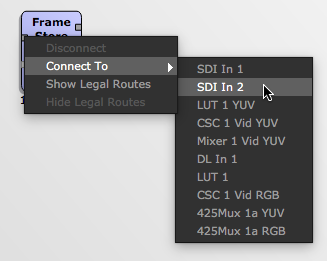 Frame
Store
Disconnect
Connect To
Show Legal Routes
Hide Legal Routes
SDI In 1
SDI In 2
LUT 1 YUV
CSC 1 Vid YUV
Mixer 1 Vid YUV
DL In 1
LUT 1
CSC 1 Vid RGB
425Mux 1a YUV
425Mux 1a RGB